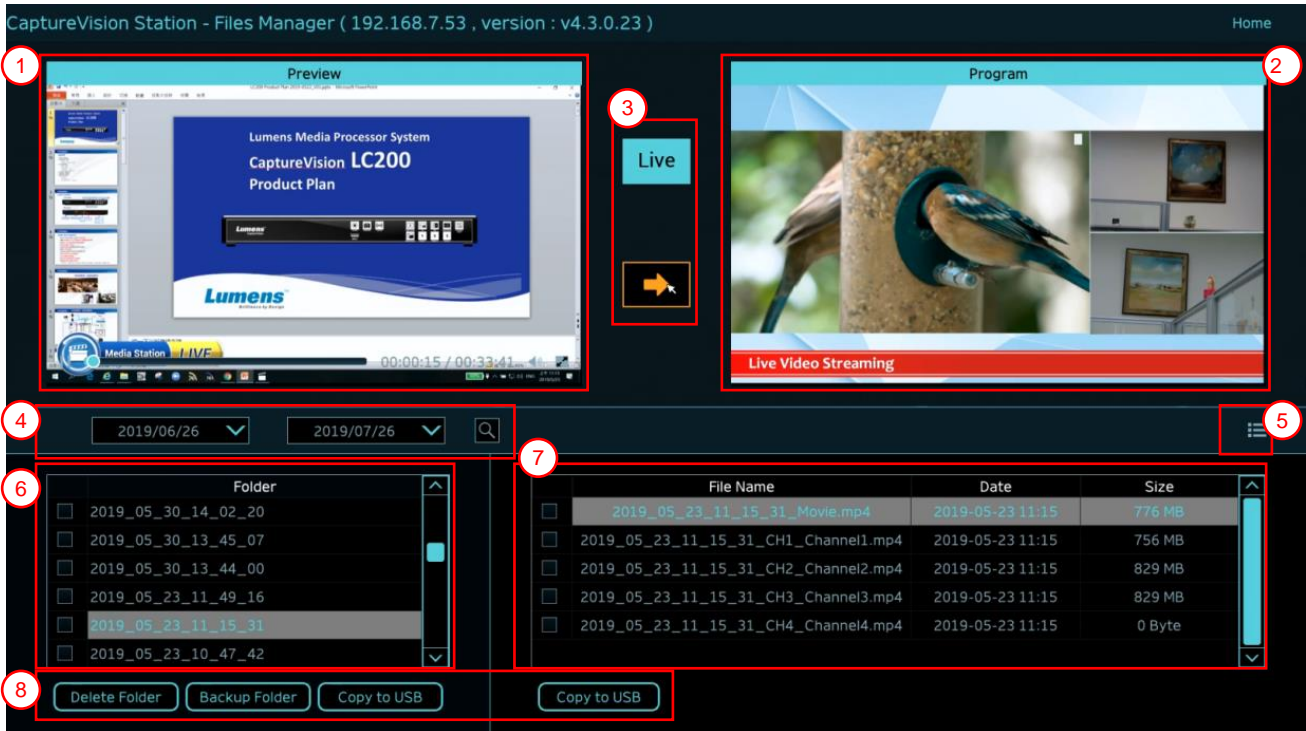 CaptureVision Station - Files Manager ( 192.168.7.53 , version : v4.3.0.23 )
Home
1
Preview
Lumens Media Processor System
CaptureVision LC200
Product Plan
Lumens
Lumens
Media Station
LIVE
00:00:15 / 00:33:41
3
Live
2
Program
Live Video Streaming
4
2019/06/26
2019/07/26
5
6
Folder
2019_05_30_14_02_20
2019_05_30_13_45_07
2019_05_30_13_44_00
2019_05_23_11_49_16
2019_05_23_11_15_31
2019_05_23_10_47_42
7
File Name Date Size
2019_05_23_11_15_31_Movie.mp4 2019-05-23 11:15 776 MB
2019_05_23_11_15_31_CH1_Channel1.mp4 2019-05-23 11:15 756 MB
2019_05_23_11_15_31_CH2_Channel2.mp4 2019-05-23 11:15 829 MB
2019_05_23_11_15_31_CH3_Channel3.mp4 2019-05-23 11:15 829 MB
2019_05_23_11_15_31_CH4_Channel4.mp4 2019-05-23 11:15 0 Byte
8
Delete Folder
Backup Folder
Copy to USB
Copy to USB